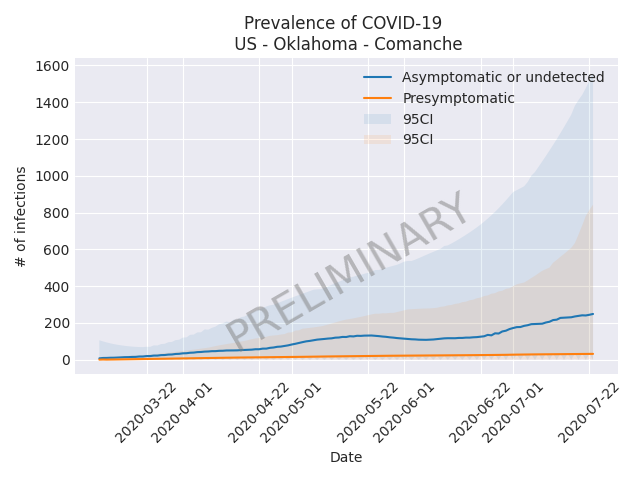 Prevalence of COVID-19
US - Oklahoma - Comanche
1600
1400
1200
1000
800
600
400
200
0
# of infections
Asymptomatic or undetected
Presymptomatic
95CI
95CI
PRELIMINARY
2020-03-22
2020-04-01
2020-04-22
2020-05-01
2020-05-22
2020-06-01
2020-06-22
2020-07-01
2020-07-22
Date